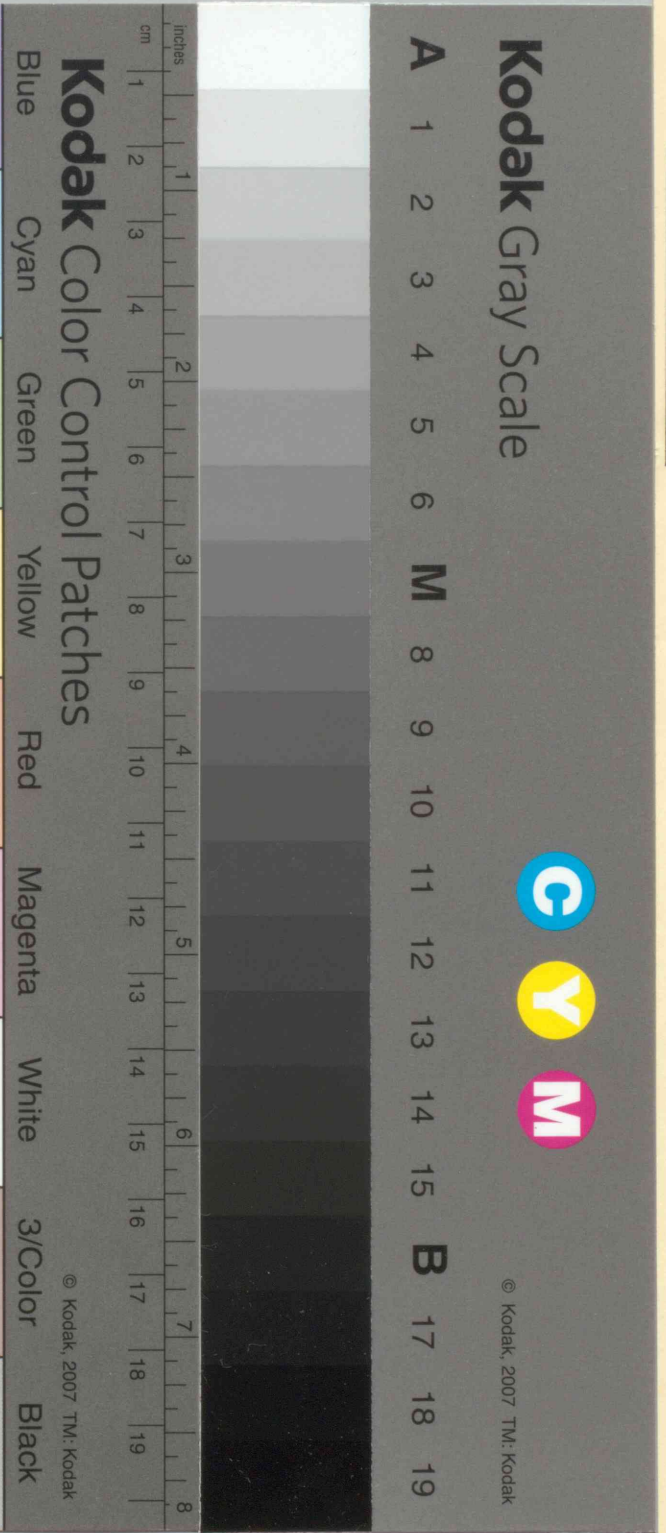 Kodak Gray Scale
C Y M
© Kodak, 2007 TM: Kodak
A 1 2 3 4 5 6 M 8 9 10 11 12 13 14 15 B 17 18 19
inches 1 2 3 4 5 6 7 8
cm 1 2 3 4 5 6 7 8 9 10 11 12 13 14 15 16 17 18 19
Kodak Color Control Patches
© Kodak, 2007 TM: Kodak
Blue Cyan Green Yellow Red Magenta White 3/Color Black